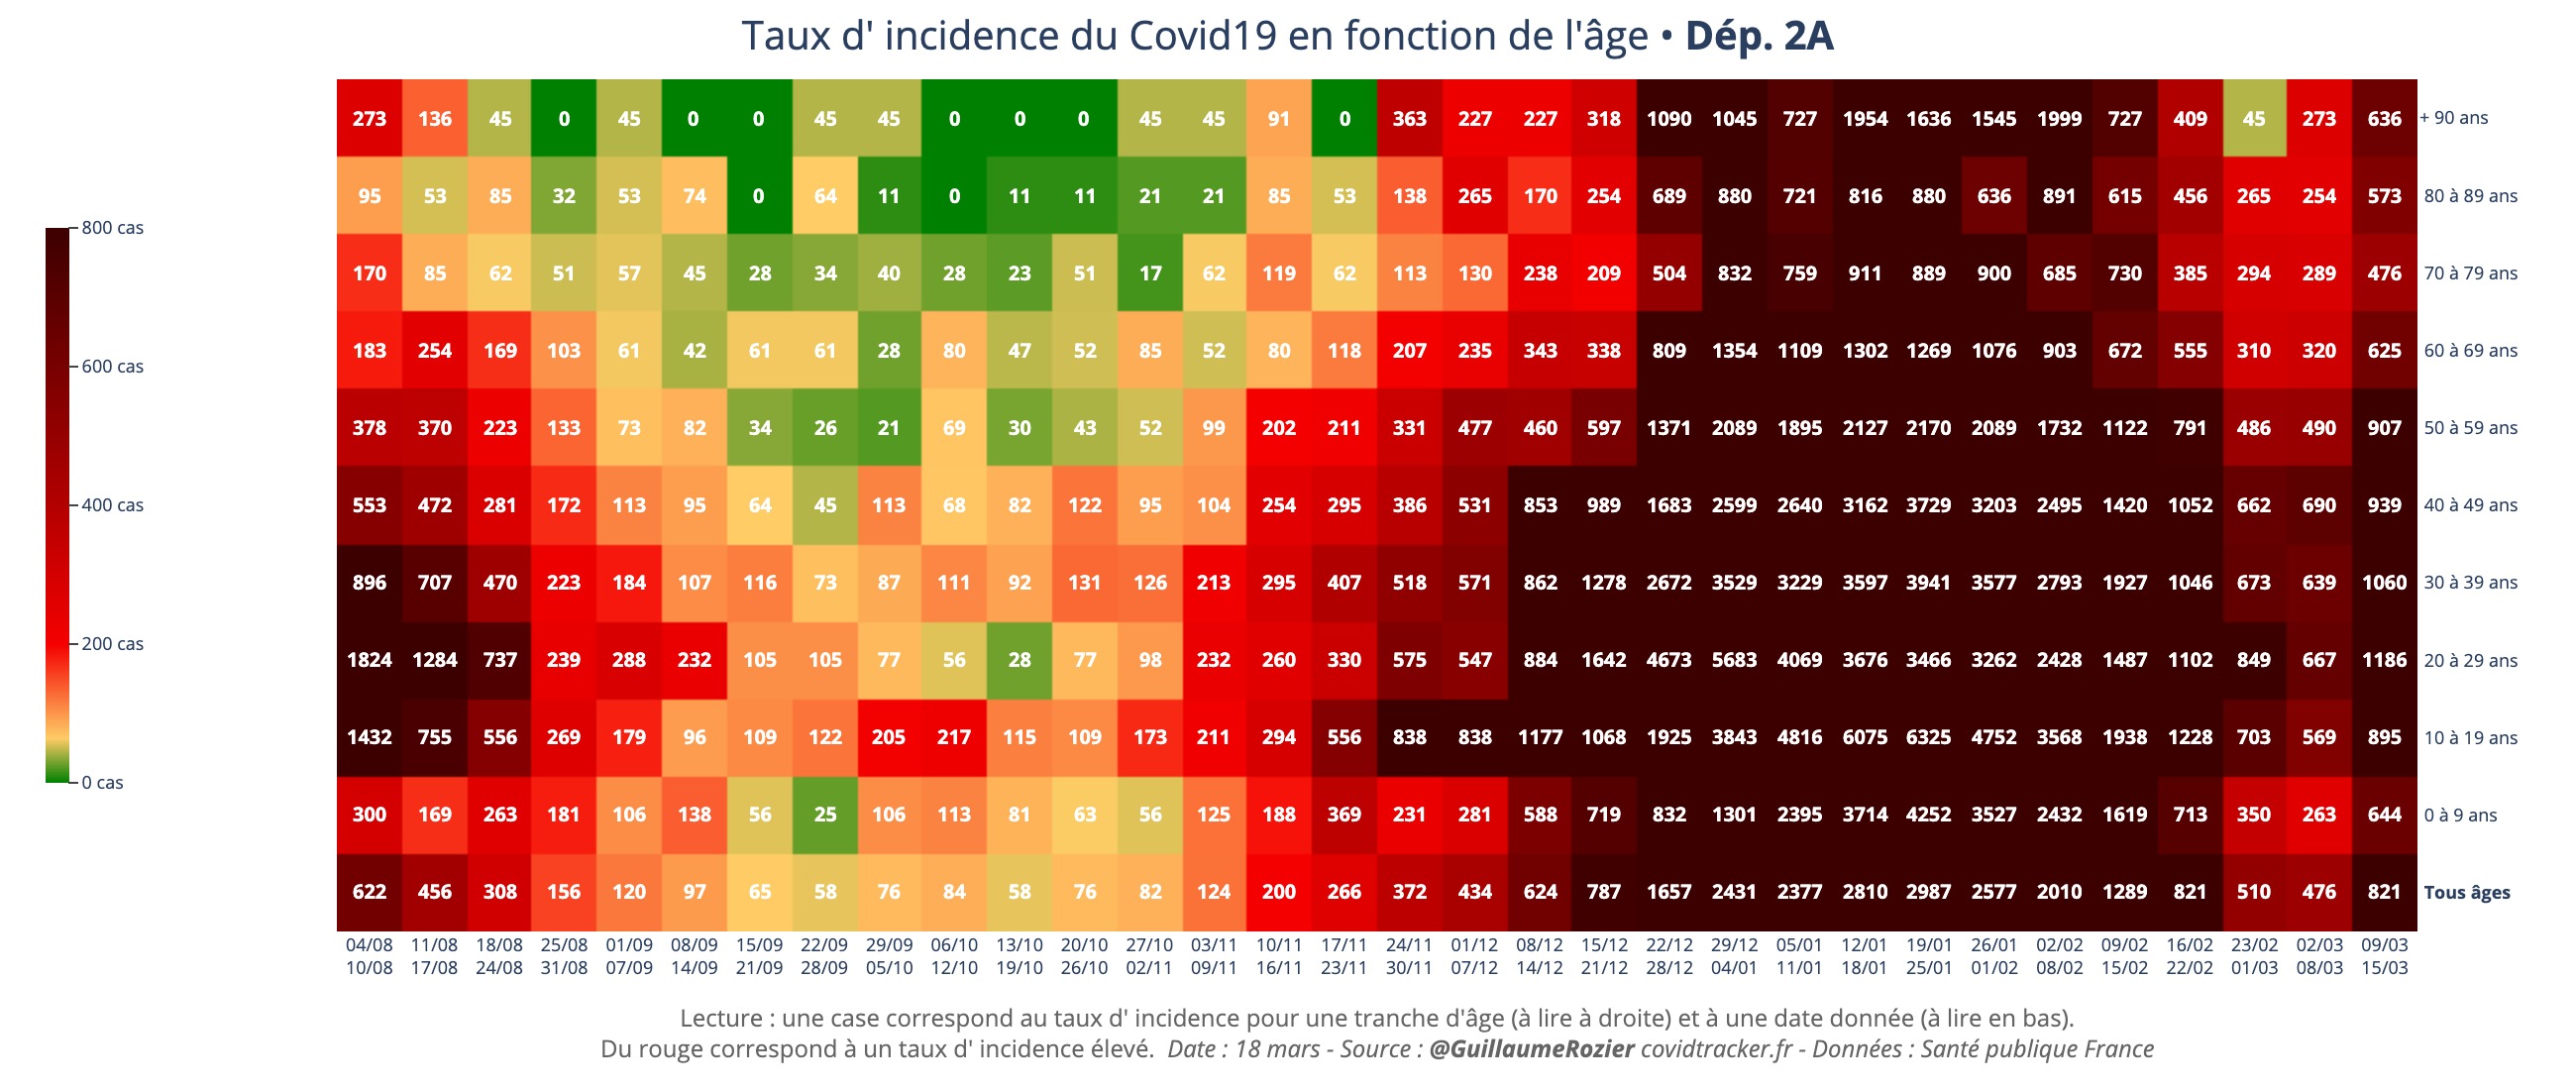 Taux d' incidence du Covid19 en fonction de l'âge • Dép. 2A
273 136 45 0 45 0 0 45 45 0 0 0 45 45 91 0 363 227 227 318 1090 1045 727 1954 1636 1545 1999 727 409 45 273 636 + 90 ans
95 53 85 32 53 74 0 64 11 0 11 11 21 21 85 53 138 265 170 254 689 880 721 816 880 636 891 615 456 265 254 573 80 à 89 ans
800 cas
170 85 62 51 57 45 28 34 40 28 23 51 17 62 119 62 113 130 238 209 504 832 759 911 889 900 685 730 385 294 289 476 70 à 79 ans
183 254 169 103 61 42 61 61 28 80 47 52 85 52 80 118 207 235 343 338 809 1354 1109 1302 1269 1076 903 672 555 310 320 625 60 à 69 ans
600 cas
378 370 223 133 73 82 34 26 21 69 30 43 52 99 202 211 331 477 460 597 1371 2089 1895 2127 2170 2089 1732 1122 791 486 490 907 50 à 59 ans
400 cas
553 472 281 172 113 95 64 45 113 68 82 122 95 104 254 295 386 531 853 989 1683 2599 2640 3162 3729 3203 2495 1420 1052 662 690 939 40 à 49 ans
896 707 470 223 184 107 116 73 87 111 92 131 126 213 295 407 518 571 862 1278 2672 3529 3229 3597 3941 3577 2793 1927 1046 673 639 1060 30 à 39 ans
200 cas
1824 1284 737 239 288 232 105 105 77 56 28 77 98 232 260 330 575 547 884 1642 4673 5683 4069 3676 3466 3262 2428 1487 1102 849 667 1186 20 à 29 ans
1432 755 556 269 179 96 109 122 205 217 115 109 173 211 294 556 838 838 1177 1068 1925 3843 4816 6075 6325 4752 3568 1938 1228 703 569 895 10 à 19 ans
0 cas
300 169 263 181 106 138 56 25 106 113 81 63 56 125 188 369 231 281 588 719 832 1301 2395 3714 4252 3527 2432 1619 713 350 263 644 0 à 9 ans
622 456 308 156 120 97 65 58 76 84 58 76 82 124 200 266 372 434 624 787 1657 2431 2377 2810 2987 2577 2010 1289 821 510 476 821 Tous âges
04/08 11/08 18/08 25/08 01/09 08/09 15/09 22/09 29/09 06/10 13/10 20/10 27/10 03/11 10/11 17/11 24/11 01/12 08/12 15/12 22/12 29/12 05/01 12/01 19/01 26/01 02/02 09/02 16/02 23/02 02/03 09/03
10/08 17/08 24/08 31/08 07/09 14/09 21/09 28/09 05/10 12/10 19/10 26/10 02/11 09/11 16/11 23/11 30/11 07/12 14/12 21/12 28/12 04/01 11/01 18/01 25/01 01/02 08/02 15/02 22/02 01/03 08/03 15/03
Lecture : une case correspond au taux d' incidence pour une tranche d'âge (à lire à droite) et à une date donnée (à lire en bas).
Du rouge correspond à un taux d' incidence élevé. Date : 18 mars - Source : @GuillaumeRozier covidtracker.fr - Données : Santé publique France